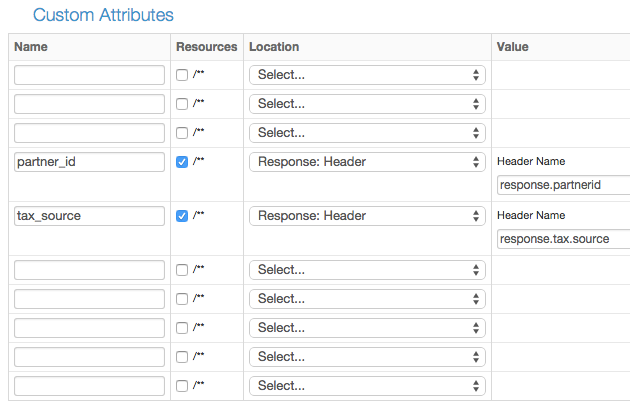 Custom Attributes
Name Resources Location Value
/** Select...
/** Select...
/** Select...
partner_id /** Response: Header Header Name
response.partnerid
tax_source /** Response: Header Header Name
response.tax.source
/** Select...
/** Select...
/** Select...
/** Select...
/** Select...